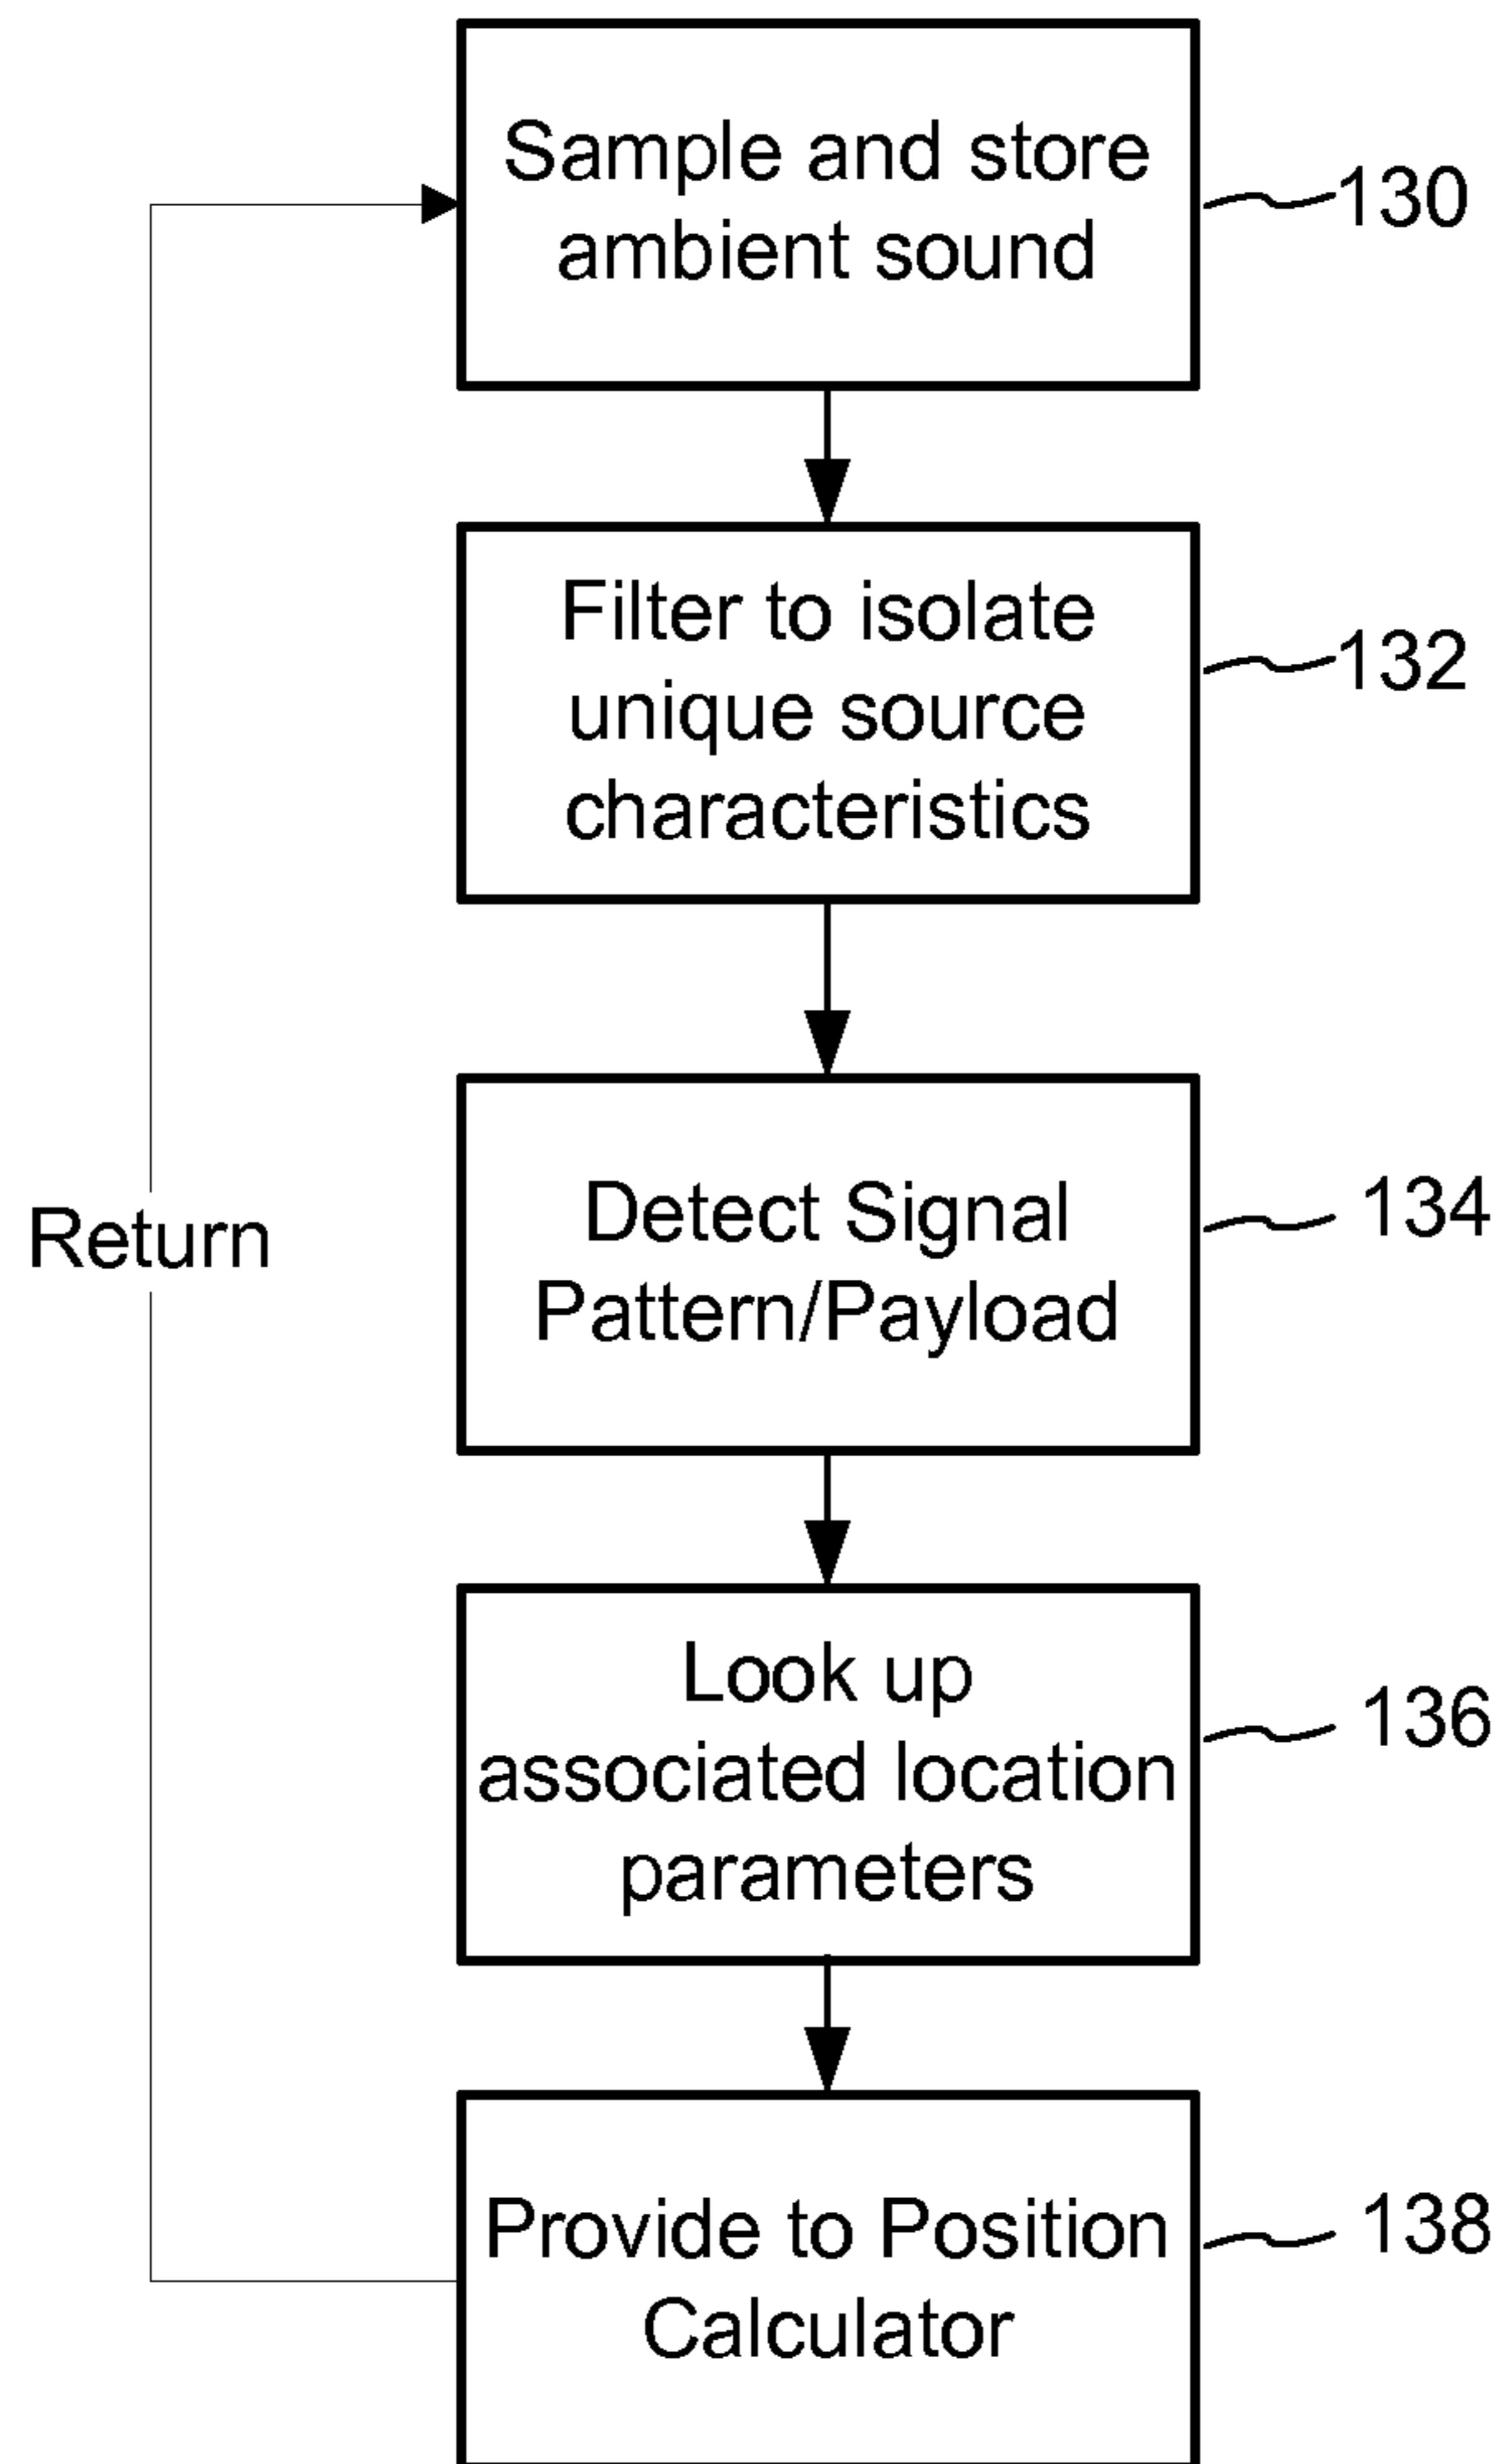 Sample and store
ambient sound
130
Filter to isolate
unique source
characteristics
132
Return
Detect Signal
Pattern/Payload
134
Look up
associated location
parameters
136
Provide to Position
Calculator
138